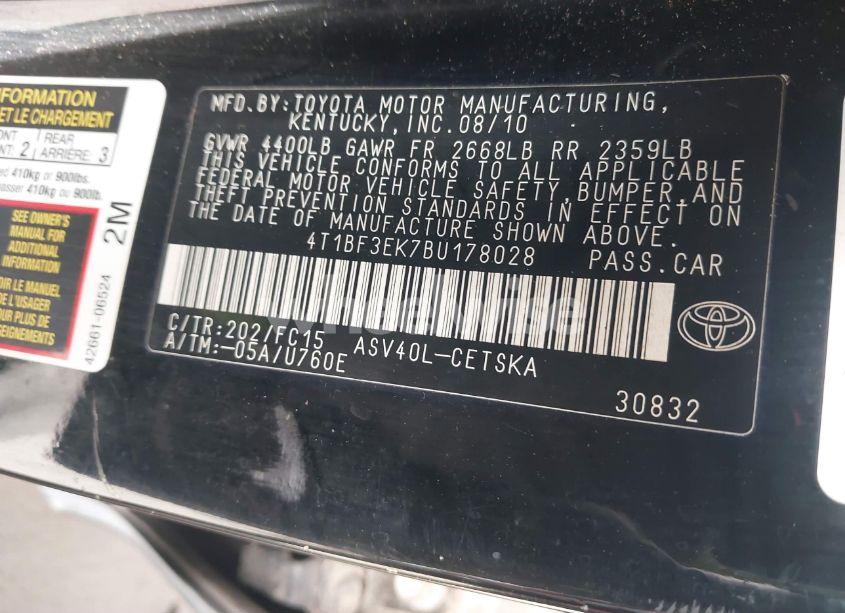 INFORMATION
ET LE CHARGEMENT
REAR
2
ARRIÈRE: 3
410kg or 900lbs.
passer 410kg ou 900lb.
SEE OWNER'S
MANUAL FOR
ADDITIONAL
INFORMATION
LE MANUEL
L'USAGER
POUR PLUS DE
2M
42661-06524
MFD.BY:TOYOTA MOTOR MANUFACTURING,
KENTUCKY,INC.08/10
GVWR 4400LB GAWR FR 2668LB RR 2359LB
THIS VEHICLE CONFORMS TO ALL APPLICABLE
FEDERAL MOTOR VEHICLE SAFETY,BUMPER,AND
THEFT PREVENTION STANDARDS IN EFFECT ON
THE DATE OF MANUFACTURE SHOWN ABOVE.
4T1BF3EK7BU178028 PASS.CAR
C/TR:202/FC15 ASV40L-CETSKA
A/TM:-05A/U760E
30832
wheelwise